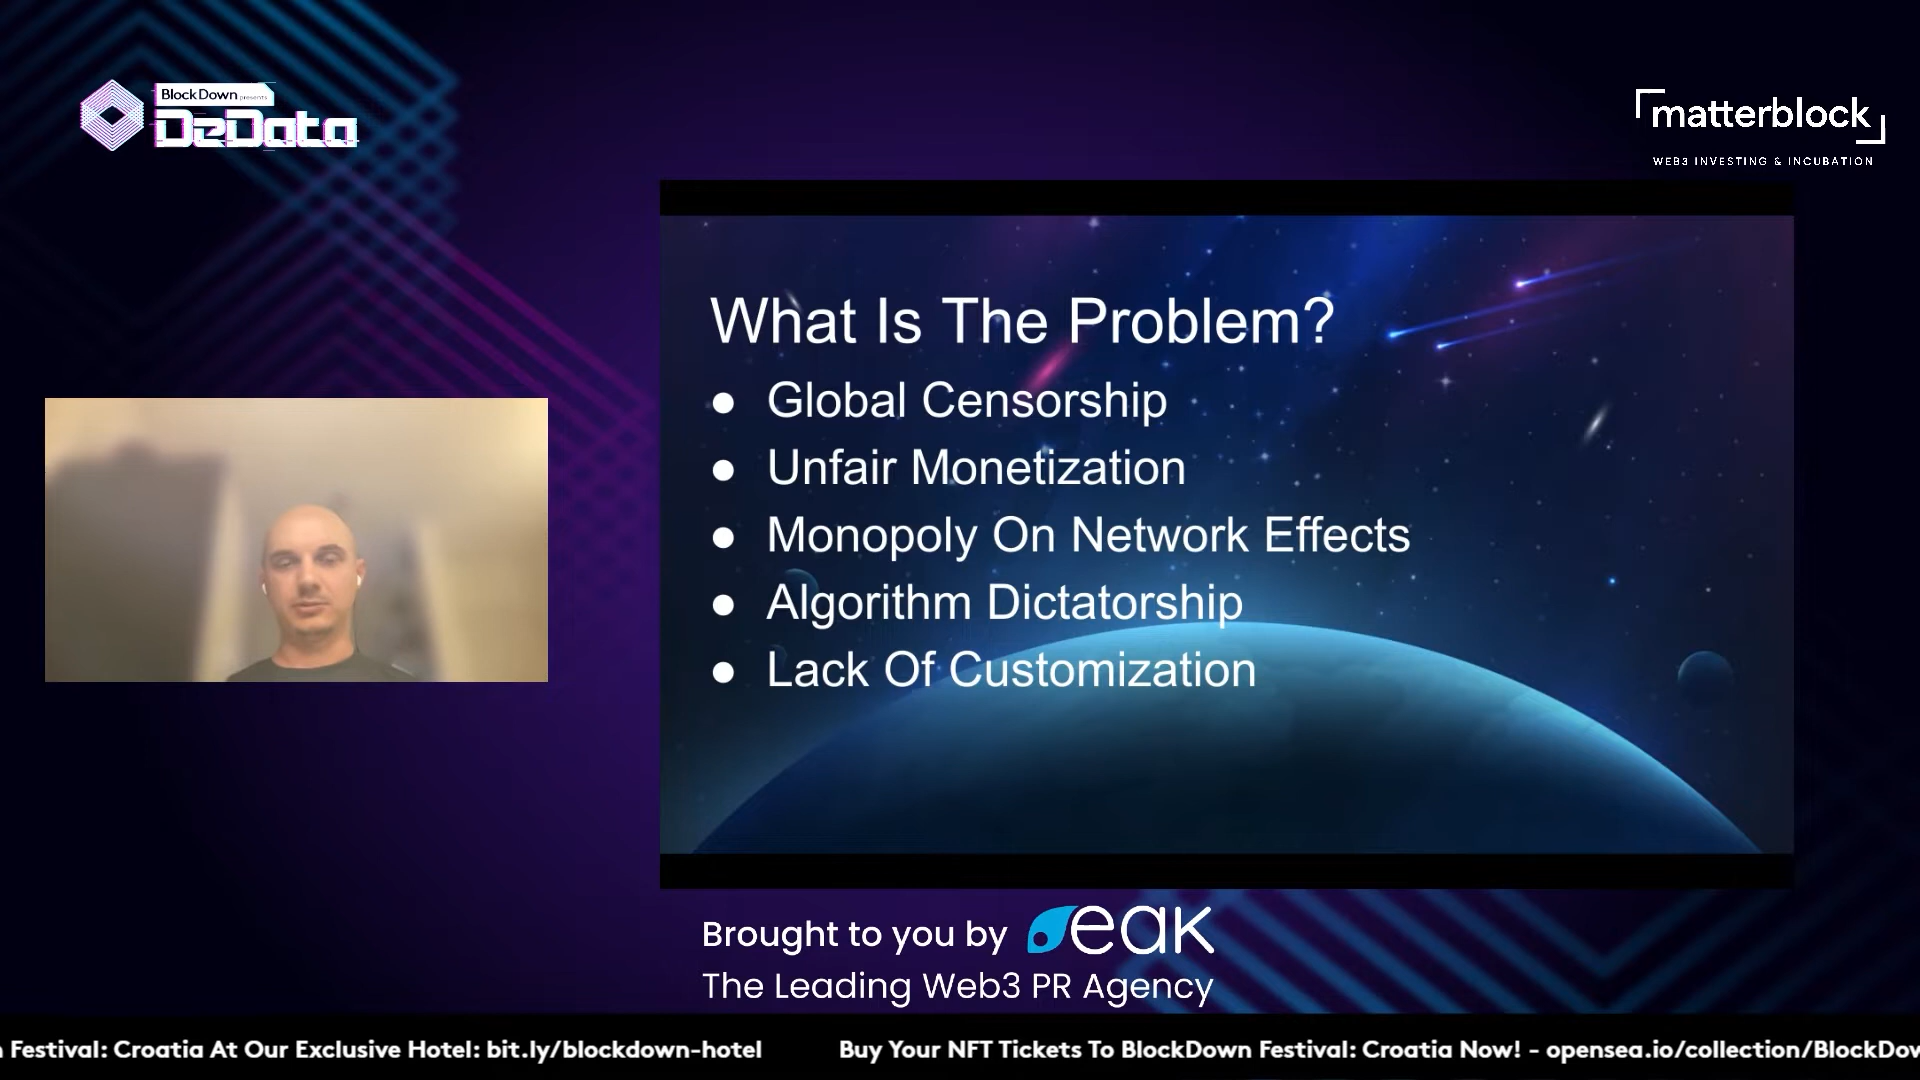 BlockDown presents
DeData
matterblock
WEB3 INVESTING & INCUBATION
What Is The Problem?
● Global Censorship
● Unfair Monetization
● Monopoly On Network Effects
● Algorithm Dictatorship
● Lack Of Customization
Brought to you by eak
The Leading Web3 PR Agency
Festival: Croatia At Our Exclusive Hotel: bit.ly/blockdown-hotel Buy Your NFT Tickets To BlockDown Festival: Croatia Now! - opensea.io/collection/BlockDow